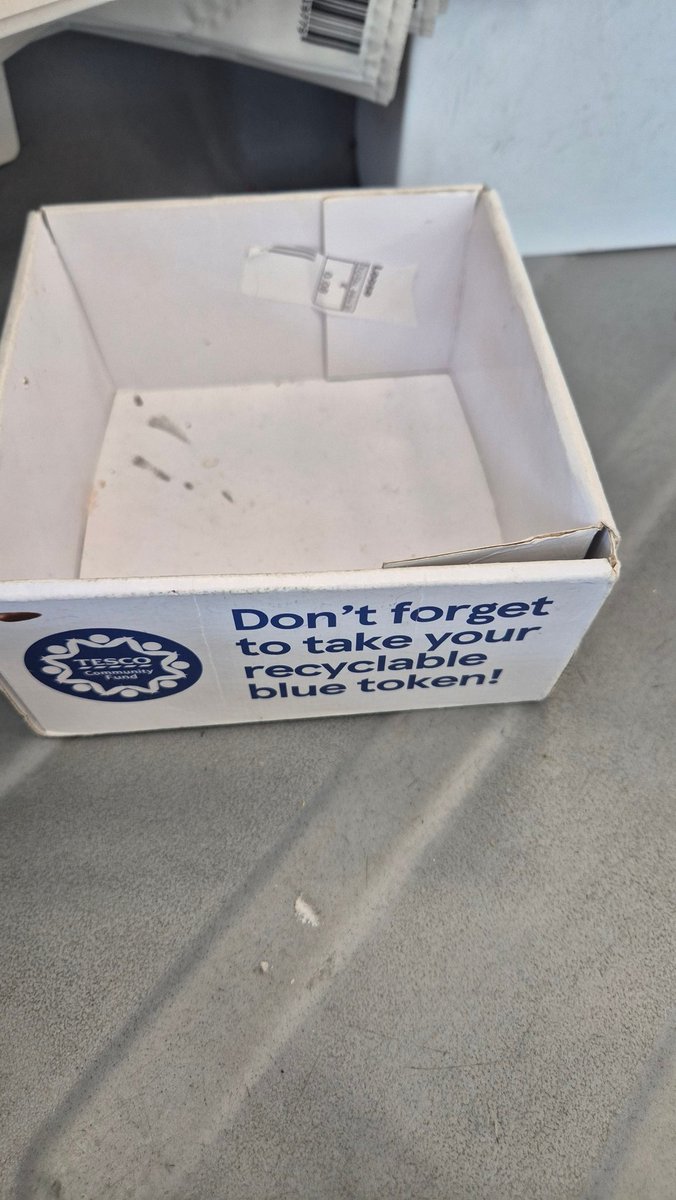 TESCO
Community
Fund
Don't forget
to take your
recyclable
blue token!